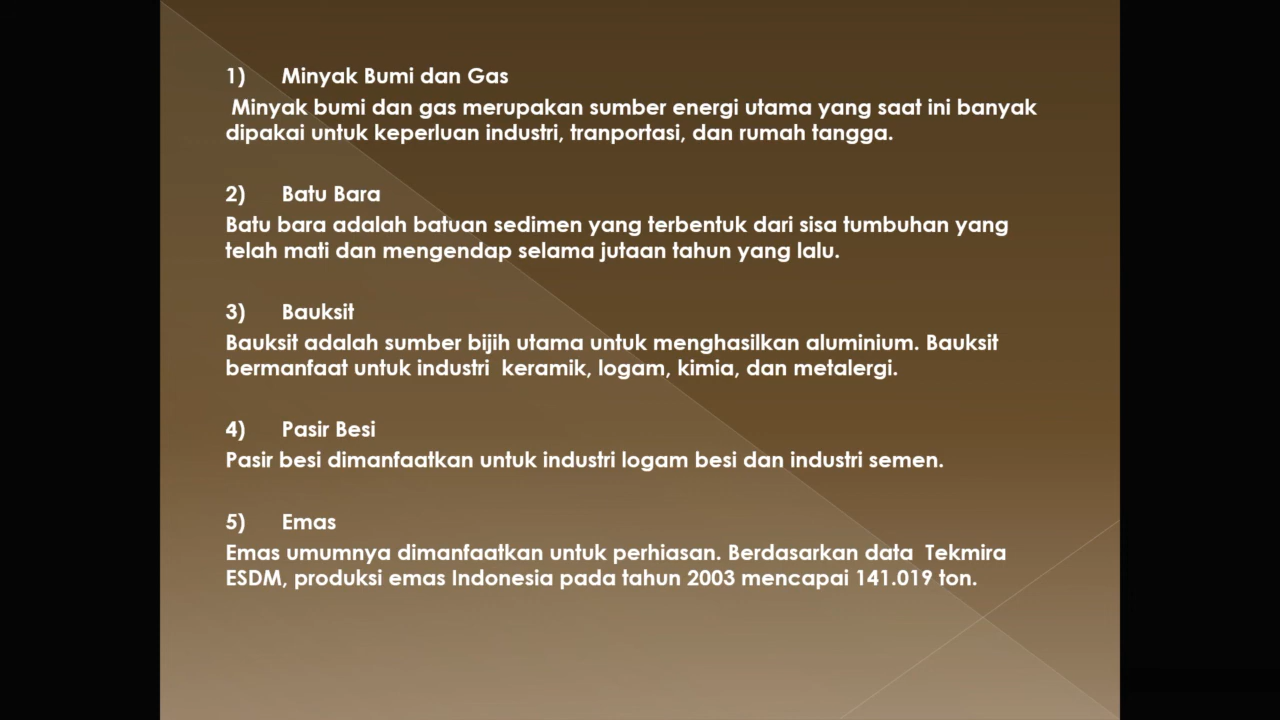 1) Minyak Bumi dan Gas
Minyak bumi dan gas merupakan sumber energi utama yang saat ini banyak
dipakai untuk keperluan industri, tranportasi, dan rumah tangga.
2) Batu Bara
Batu bara adalah batuan sedimen yang terbentuk dari sisa tumbuhan yang
telah mati dan mengendap selama jutaan tahun yang lalu.
3) Bauksit
Bauksit adalah sumber bijih utama untuk menghasilkan aluminium. Bauksit
bermanfaat untuk industri  keramik, logam, kimia, dan metalergi.
4) Pasir Besi
Pasir besi dimanfaatkan untuk industri logam besi dan industri semen.
5) Emas
Emas umumnya dimanfaatkan untuk perhiasan. Berdasarkan data  Tekmira
ESDM, produksi emas Indonesia pada tahun 2003 mencapai 141.019 ton.